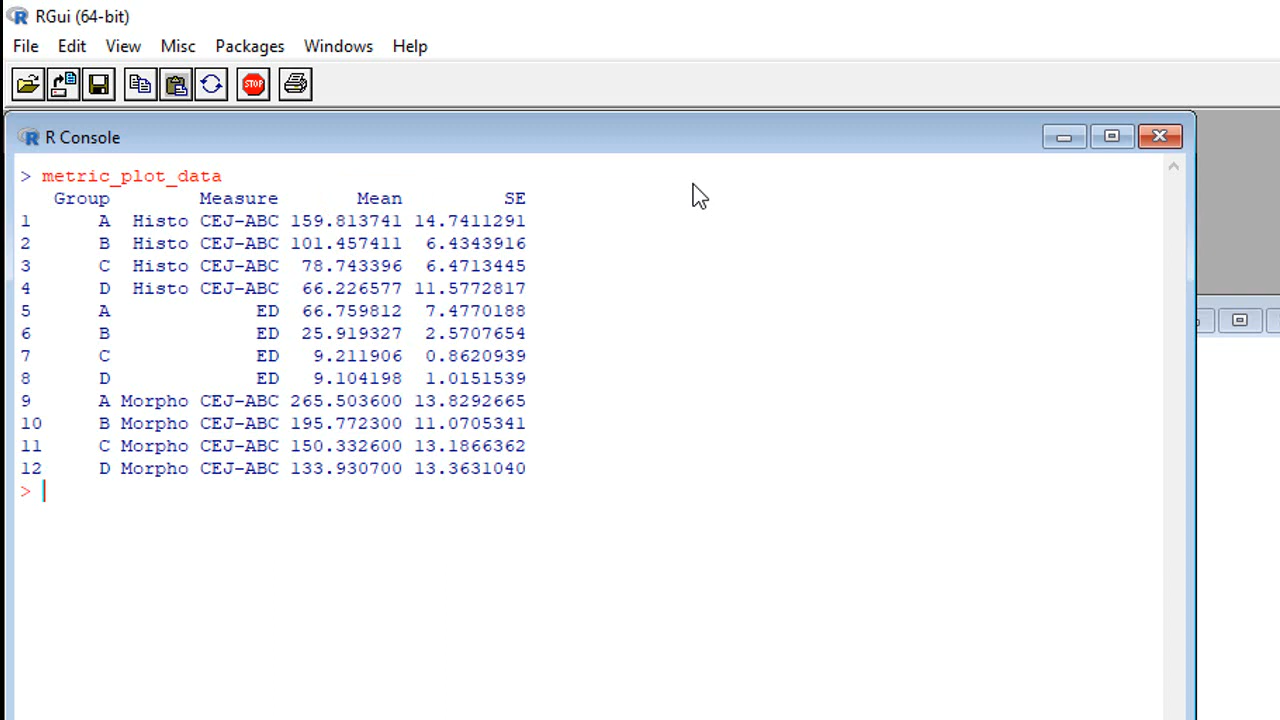 RGui (64-bit)
File Edit View Misc Packages Windows Help
STOP
R Console
> metric_plot_data
Group Measure Mean SE
1 A Histo CEJ-ABC 159.813741 14.7411291
2 B Histo CEJ-ABC 101.457411 6.4343916
3 C Histo CEJ-ABC 78.743396 6.4713445
4 D Histo CEJ-ABC 66.226577 11.5772817
5 A ED 66.759812 7.4770188
6 B ED 25.919327 2.5707654
7 C ED 9.211906 0.8620939
8 D ED 9.104198 1.0151539
9 A Morpho CEJ-ABC 265.503600 13.8292665
10 B Morpho CEJ-ABC 195.772300 11.0705341
11 C Morpho CEJ-ABC 150.332600 13.1866362
12 D Morpho CEJ-ABC 133.930700 13.3631040
>